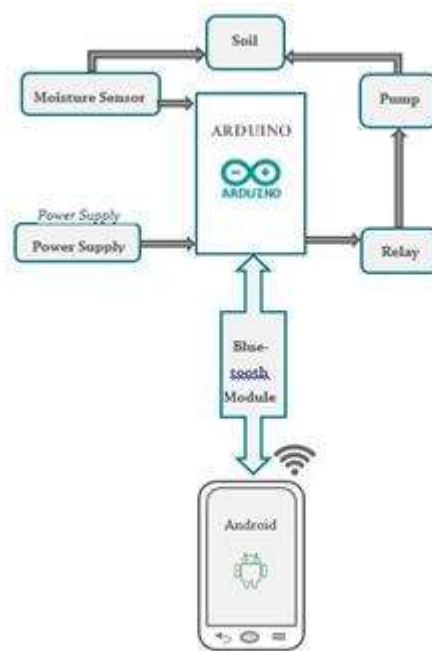 Soil
Moisture Sensor
Pump
ARDUINO
ARDUINO
Power Supply
Power Supply
Relay
Blue-
tooth
Module
Android